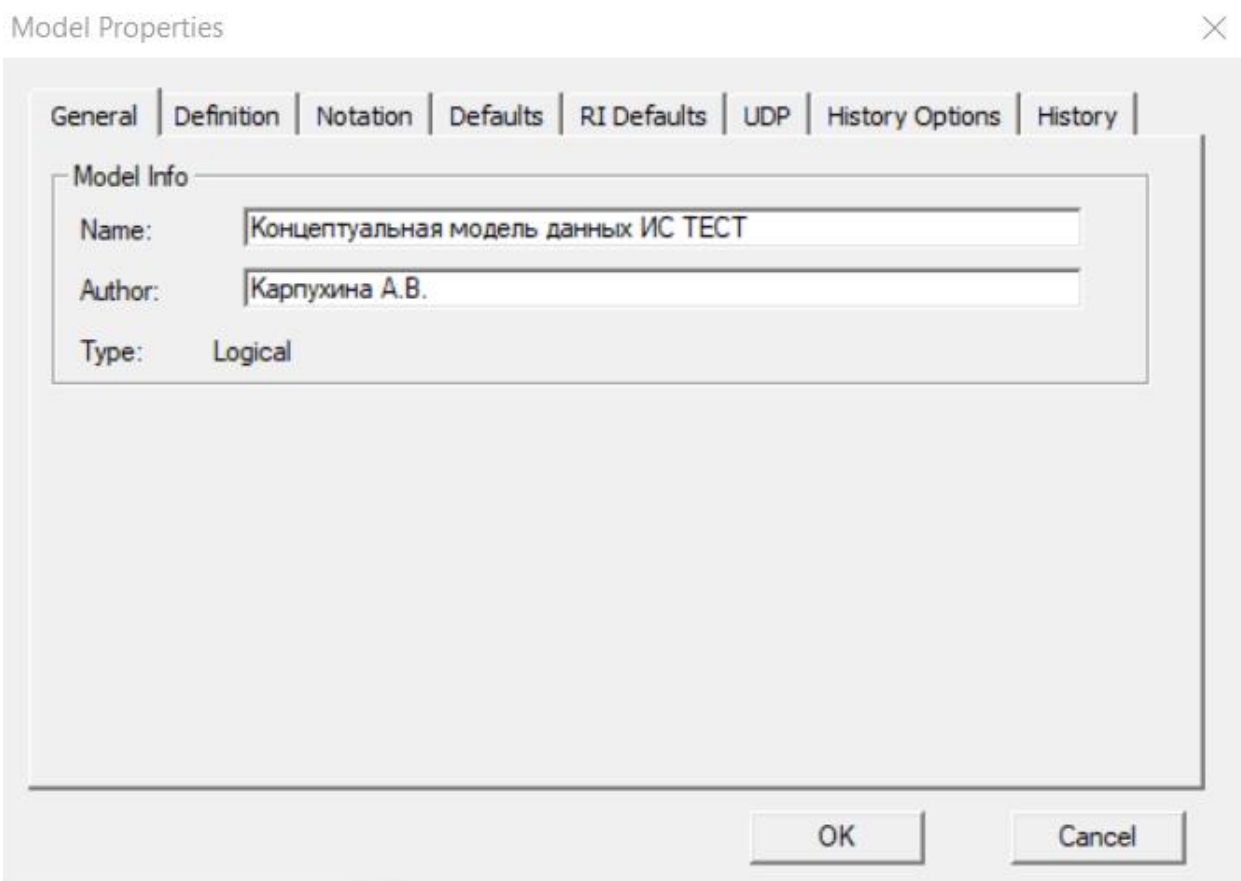 Model Properties
General Definition Notation Defaults RI Defaults UDP History Options History
Model Info
Name: Концептуальная модель данных ИС ТЕСТ
Author: Карпухина А.В.
Type: Logical
OK Cancel